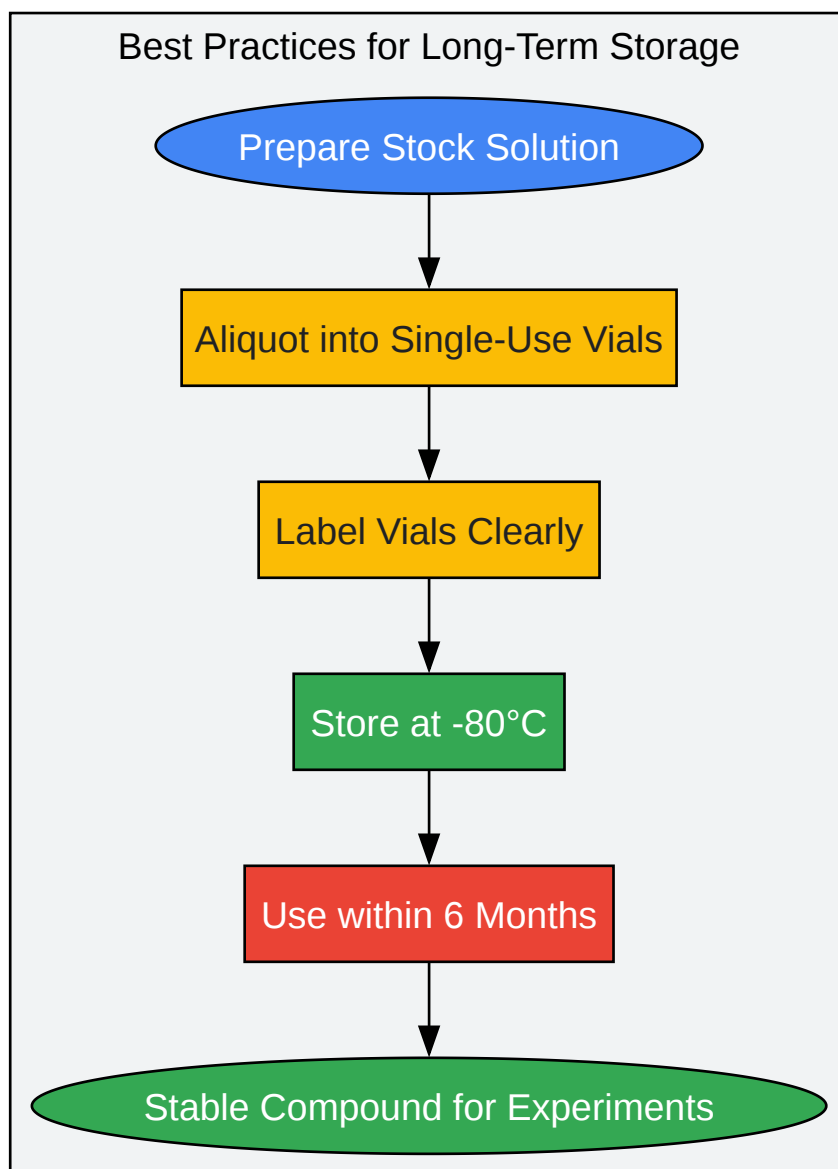 Best Practices for Long-Term Storage
Prepare Stock Solution
Aliquot into Single-Use Vials
Label Vials Clearly
Store at -80°C
Use within 6 Months
Stable Compound for Experiments